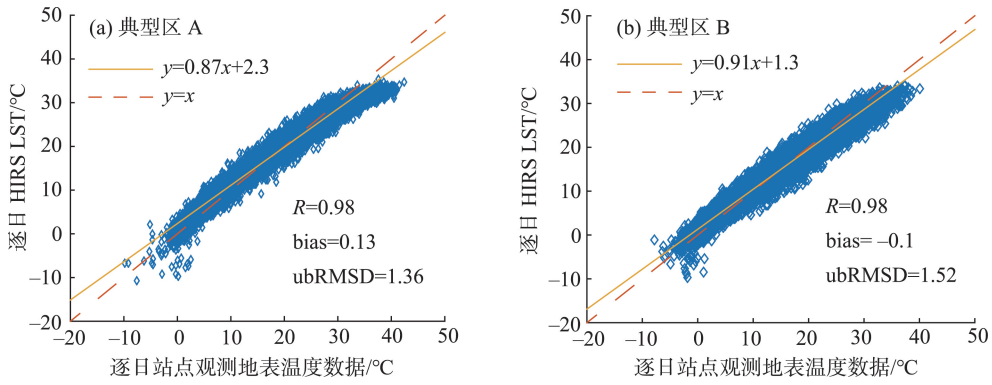 (a) 典型区 A
y=0.87x+2.3
y=x
R=0.98
bias=0.13
ubRMSD=1.36
逐日 HIRS LST/℃
50
40
30
20
10
0
–10
–20
–20 –10 0 10 20 30 40 50
逐日站点观测地表温度数据/℃
(b) 典型区 B
y=0.91x+1.3
y=x
R=0.98
bias= –0.1
ubRMSD=1.52
逐日 HIRS LST/℃
50
40
30
20
10
0
–10
–20
–20 –10 0 10 20 30 40 50
逐日站点观测地表温度数据/℃